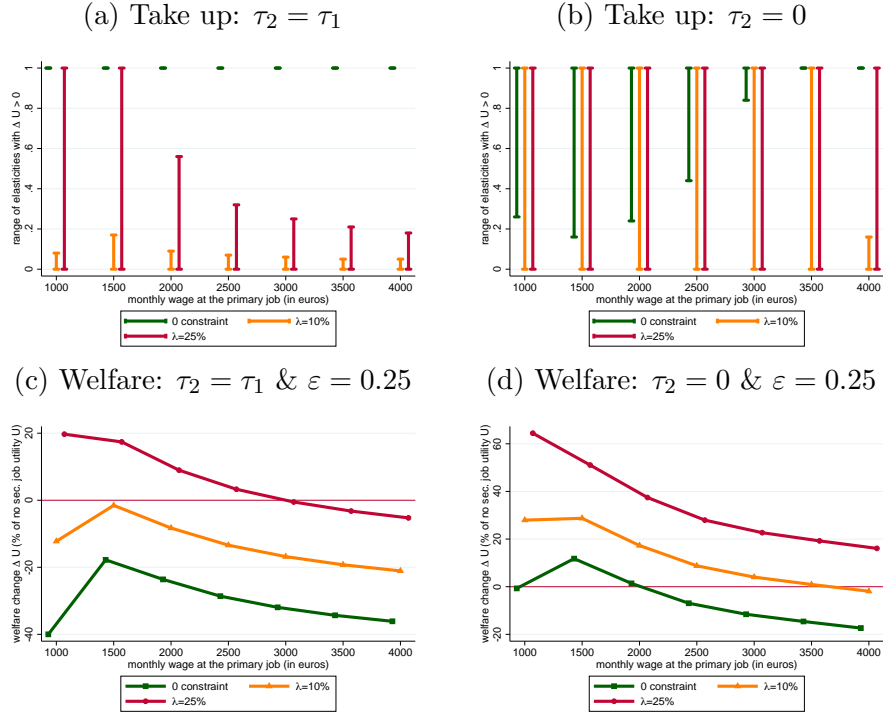 (a) Take up: τ₂ = τ₁
range of elasticities with Δ U > 0
1
.8
.6
.4
.2
0
1000 1500 2000 2500 3000 3500 4000
monthly wage at the primary job (in euros)
0 constraint λ=10%
λ=25%
(b) Take up: τ₂ = 0
range of elasticities with Δ U > 0
1
.8
.6
.4
.2
0
1000 1500 2000 2500 3000 3500 4000
monthly wage at the primary job (in euros)
0 constraint λ=10%
λ=25%
(c) Welfare: τ₂ = τ₁ & ε = 0.25
welfare change Δ U (% of no sec. job utility U)
20
0
-20
-40
1000 1500 2000 2500 3000 3500 4000
monthly wage at the primary job (in euros)
0 constraint λ=10%
λ=25%
(d) Welfare: τ₂ = 0 & ε = 0.25
welfare change Δ U (% of no sec. job utility U)
60
40
20
0
-20
1000 1500 2000 2500 3000 3500 4000
monthly wage at the primary job (in euros)
0 constraint λ=10%
λ=25%